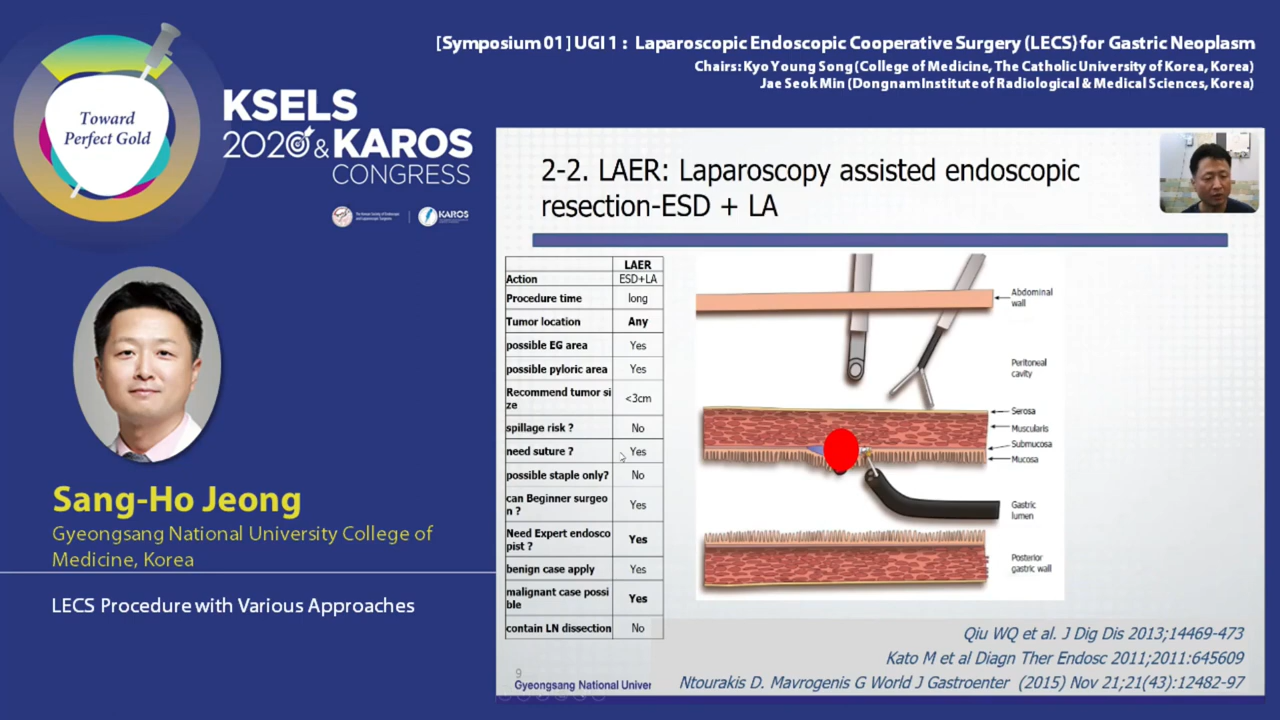 [Symposium 01] UGI 1 : Laparoscopic Endoscopic Cooperative Surgery (LECS) for Gastric Neoplasm
Chairs: Kyo Young Song (College of Medicine, The Catholic University of Korea, Korea)
Jae Seok Min (Dongnam Institute of Radiological & Medical Sciences, Korea)
Toward
Perfect Gold
KSELS
2020 & KAROS
CONGRESS
KAROS
Sang-Ho Jeong
Gyeongsang National University College of
Medicine, Korea
LECS Procedure with Various Approaches
2-2. LAER: Laparoscopy assisted endoscopic
resection-ESD + LA
LAER
Action ESD+LA
Procedure time long
Tumor location Any
possible EG area Yes
possible pyloric area Yes
Recommend tumor si
ze <3cm
spillage risk ? No
need suture ? Yes
possible staple only? No
can Beginner surgeo
n ? Yes
Need Expert endosco
pist ? Yes
benign case apply Yes
malignant case possi
ble Yes
contain LN dissection No
Abdominal
wall
Peritoneal
cavity
Serosa
Muscularis
Submucosa
Mucosa
Gastric
lumen
Posterior
gastric wall
Qiu WQ et al. J Dig Dis 2013;14469-473
Kato M et al Diagn Ther Endosc 2011;2011:645609
Ntourakis D. Mavrogenis G World J Gastroenter (2015) Nov 21;21(43):12482-97
9
Gyeongsang National Univer